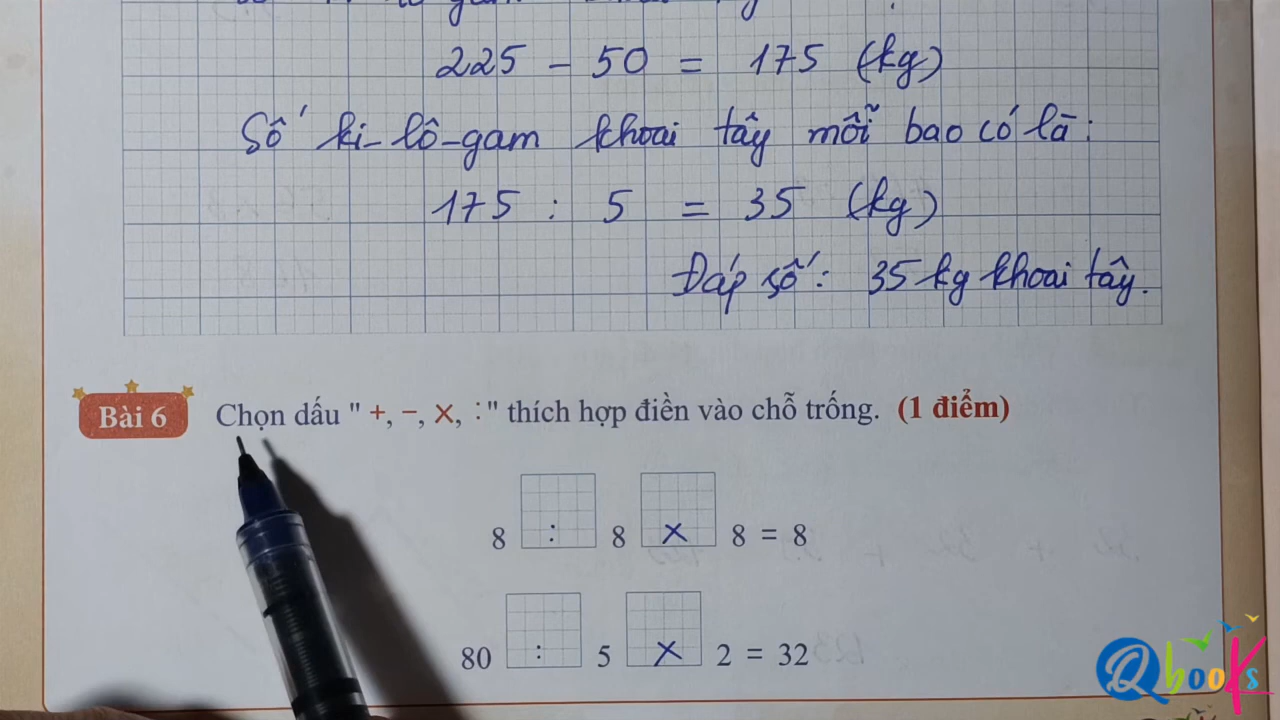 225 - 50 = 175 (kg)
Số ki-lô-gam khoai tây mỗi bao có là:
175 : 5 = 35 (kg)
Đáp số: 35 kg khoai tây.
Bài 6 Chọn dấu " +, −, ×, :" thích hợp điền vào chỗ trống. (1 điểm)
8 : 8 × 8 = 8
80 : 5 × 2 = 32
Qbooks